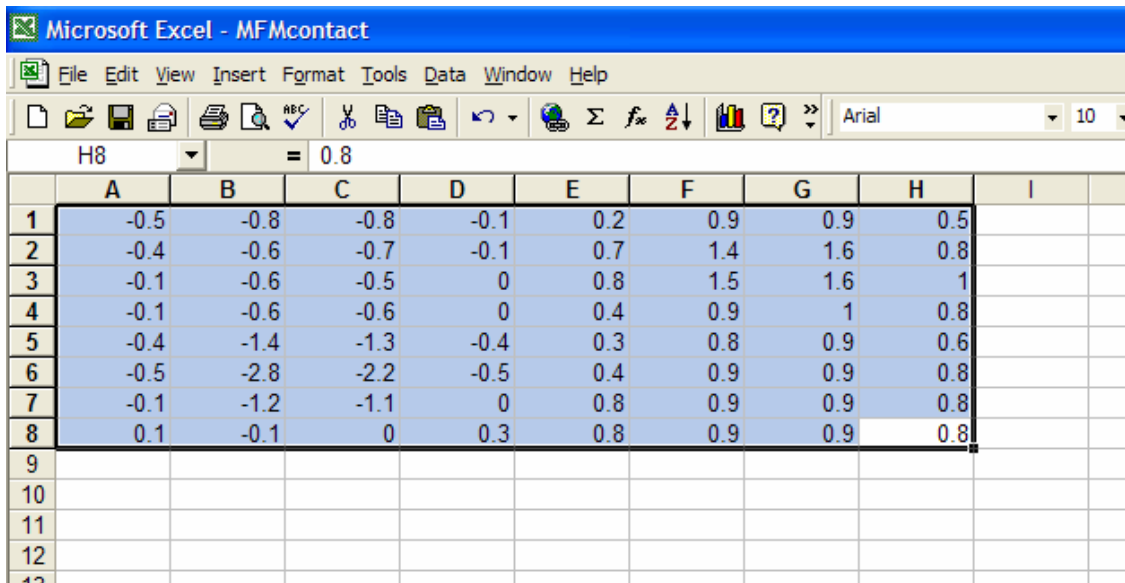 Microsoft Excel - MFMcontact
File Edit View Insert Format Tools Data Window Help
ABC Σ fx A Z ? » Arial 10
H8 = 0.8
A B C D E F G H I
1 -0.5 -0.8 -0.8 -0.1 0.2 0.9 0.9 0.5
2 -0.4 -0.6 -0.7 -0.1 0.7 1.4 1.6 0.8
3 -0.1 -0.6 -0.5 0 0.8 1.5 1.6 1
4 -0.1 -0.6 -0.6 0 0.4 0.9 1 0.8
5 -0.4 -1.4 -1.3 -0.4 0.3 0.8 0.9 0.6
6 -0.5 -2.8 -2.2 -0.5 0.4 0.9 0.9 0.8
7 -0.1 -1.2 -1.1 0 0.8 0.9 0.9 0.8
8 0.1 -0.1 0 0.3 0.8 0.9 0.9 0.8
9
10
11
12